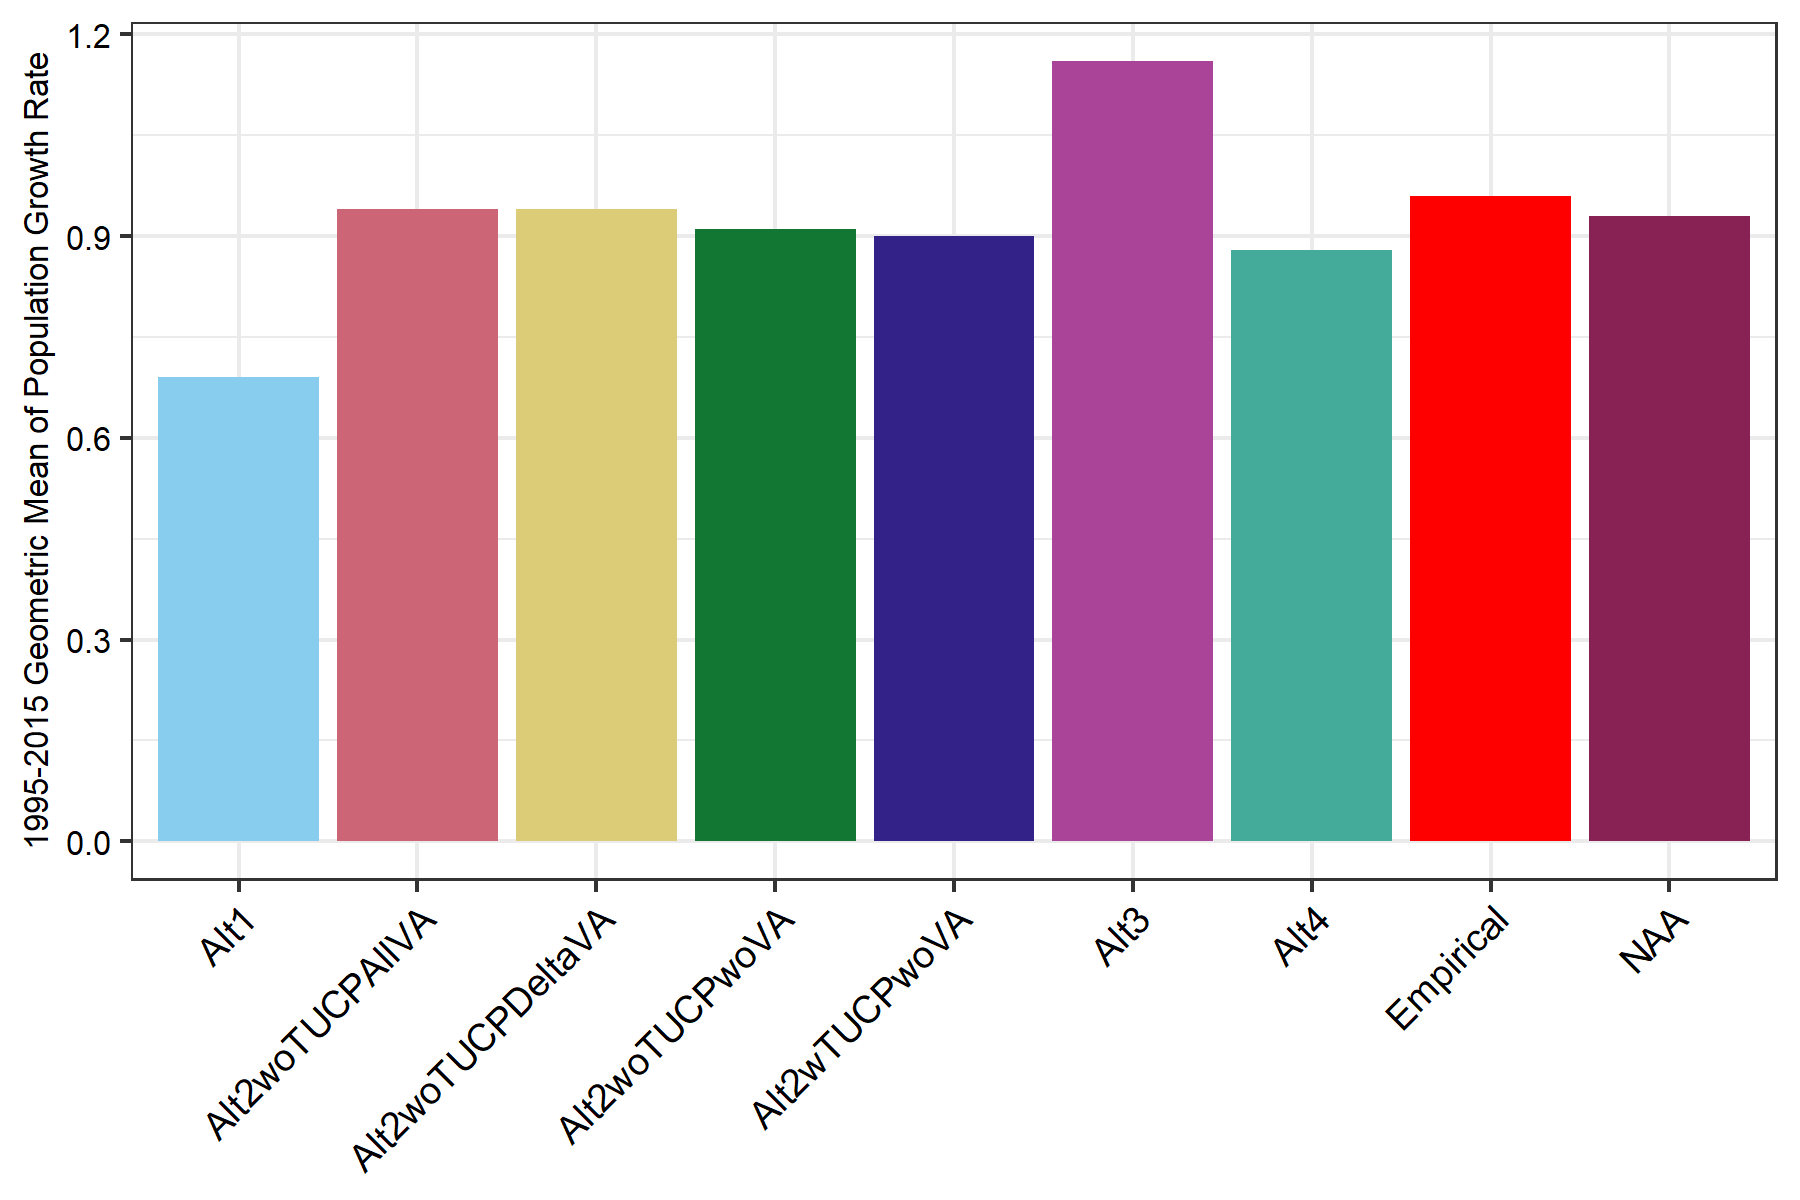 1995-2015 Geometric Mean of Population Growth Rate
1.2
0.9
0.6
0.3
0.0
Alt1
Alt2woTUCPAllVA
Alt2woTUCPDeltaVA
Alt2woTUCPwoVA
Alt2wTUCPwoVA
Alt3
Alt4
Empirical
NAA